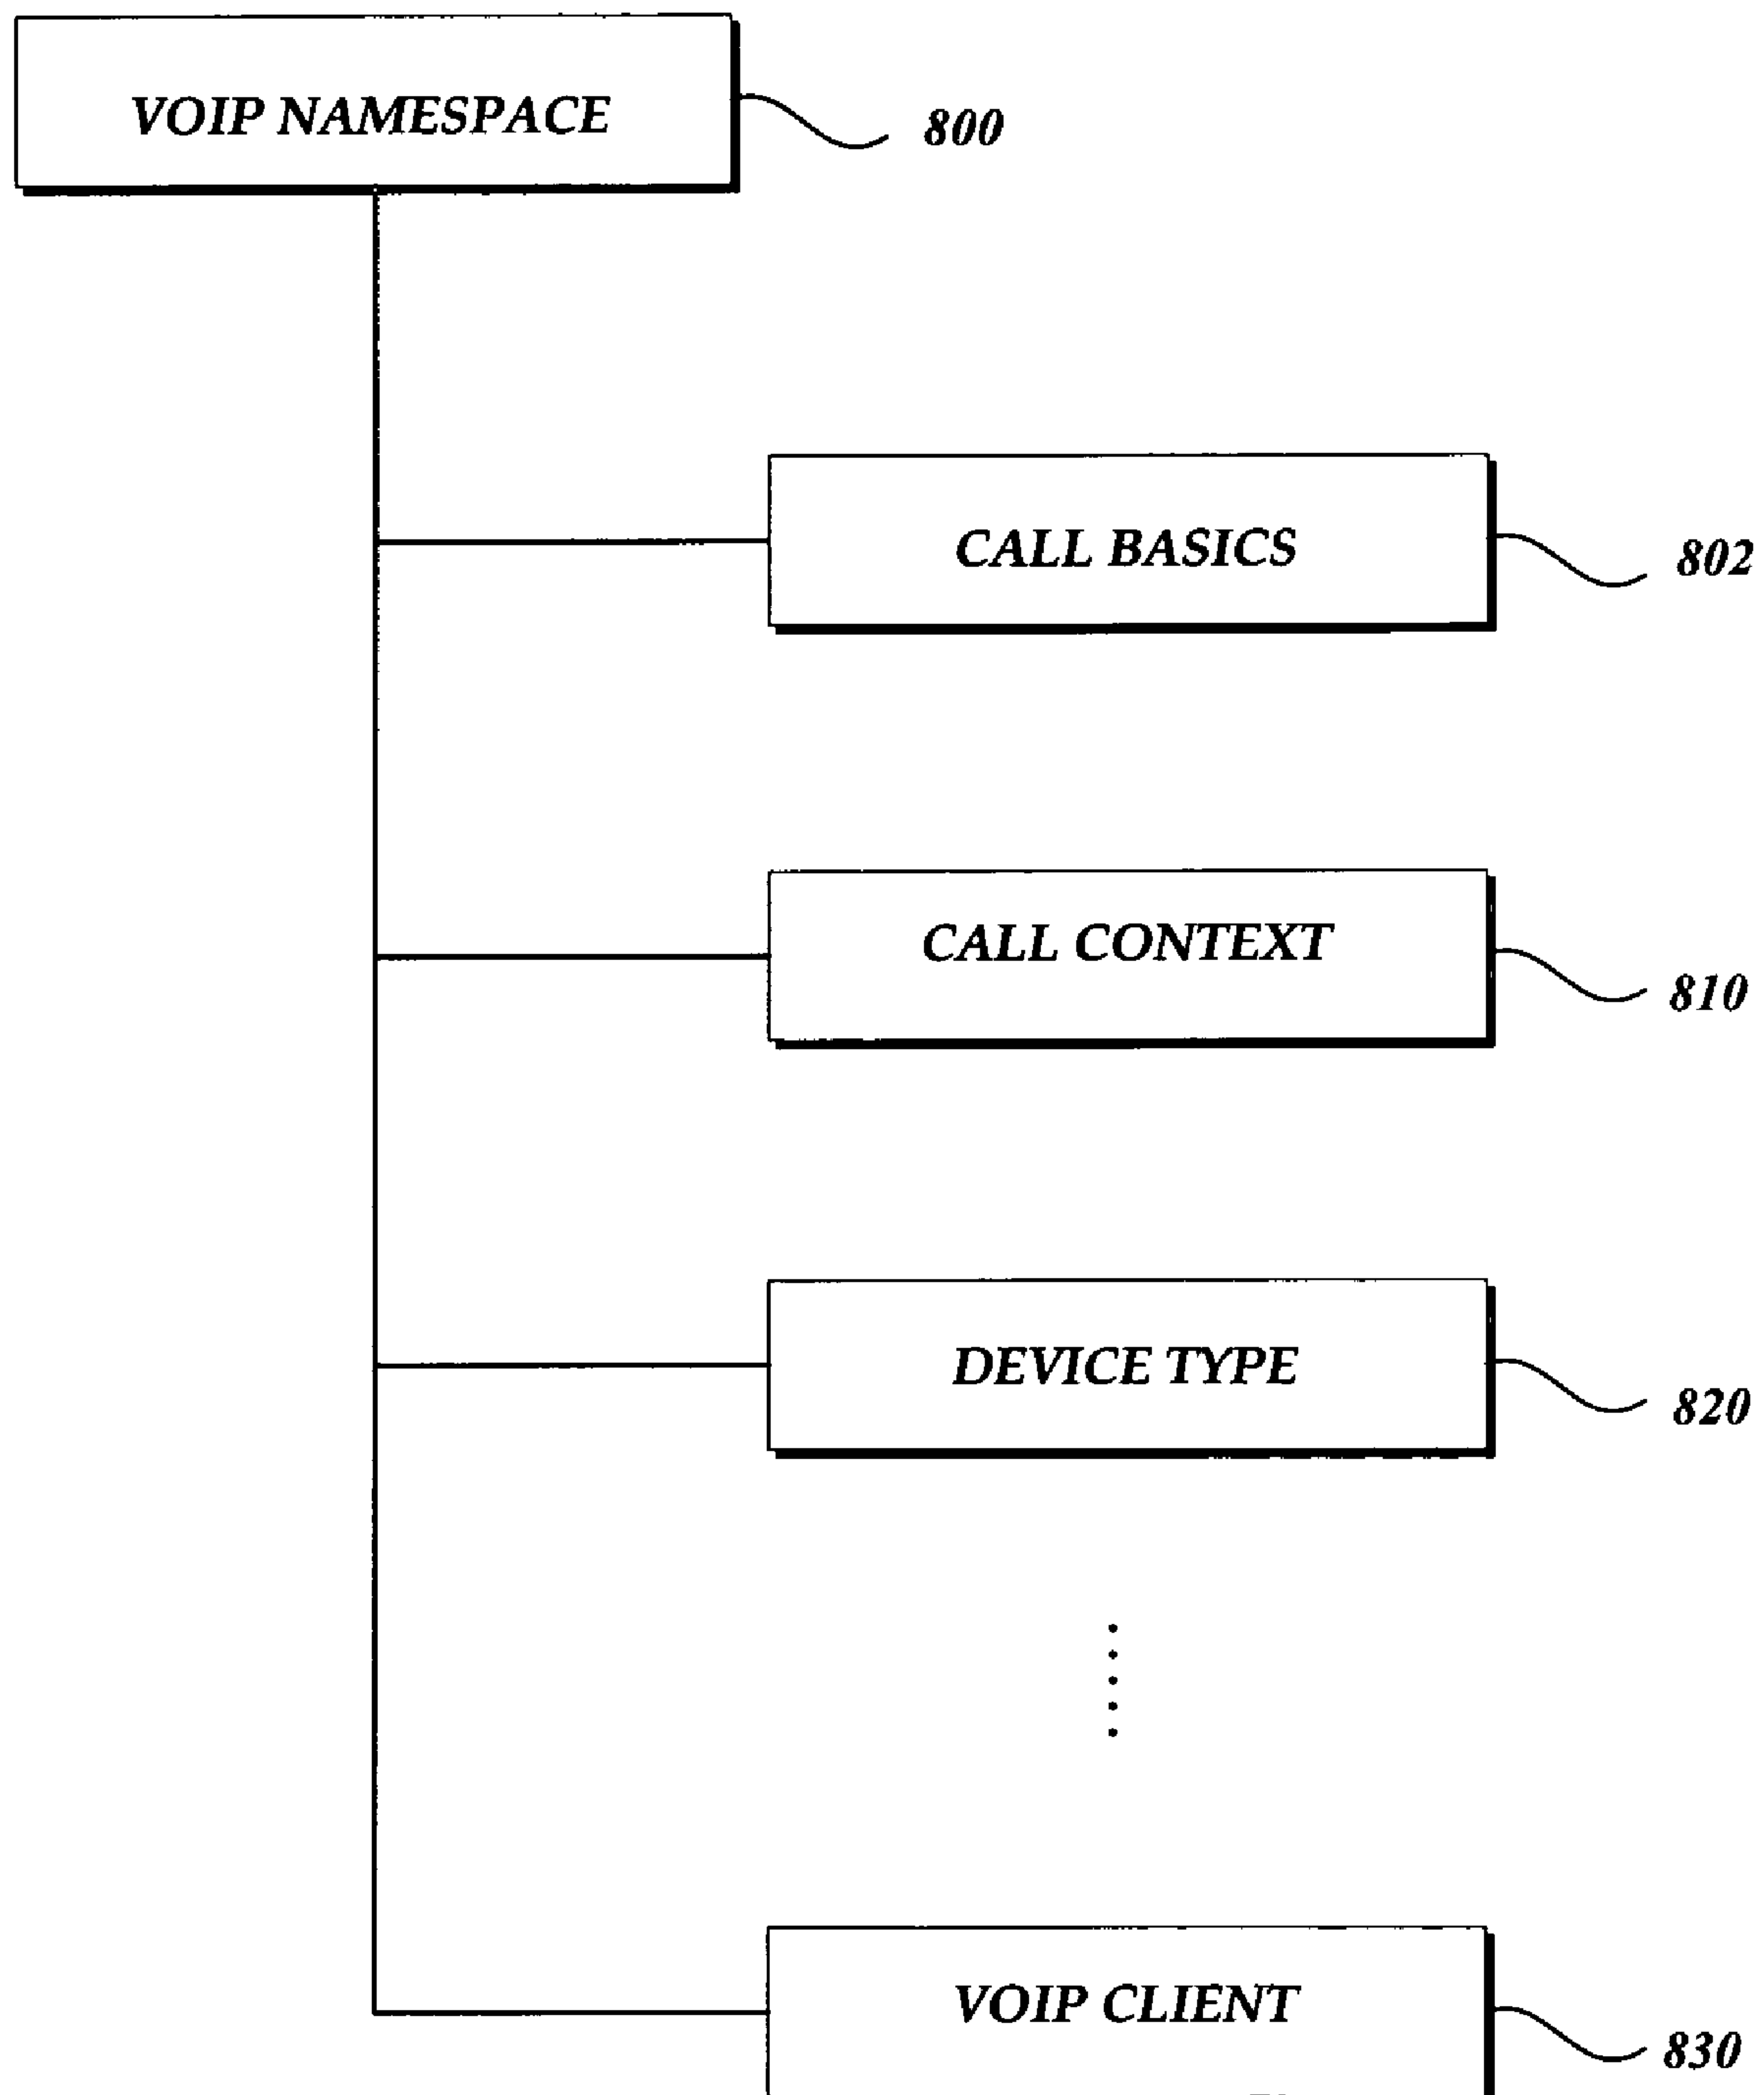 VOIP NAMESPACE
800
CALL BASICS
802
CALL CONTEXT
810
DEVICE TYPE
820
VOIP CLIENT
830